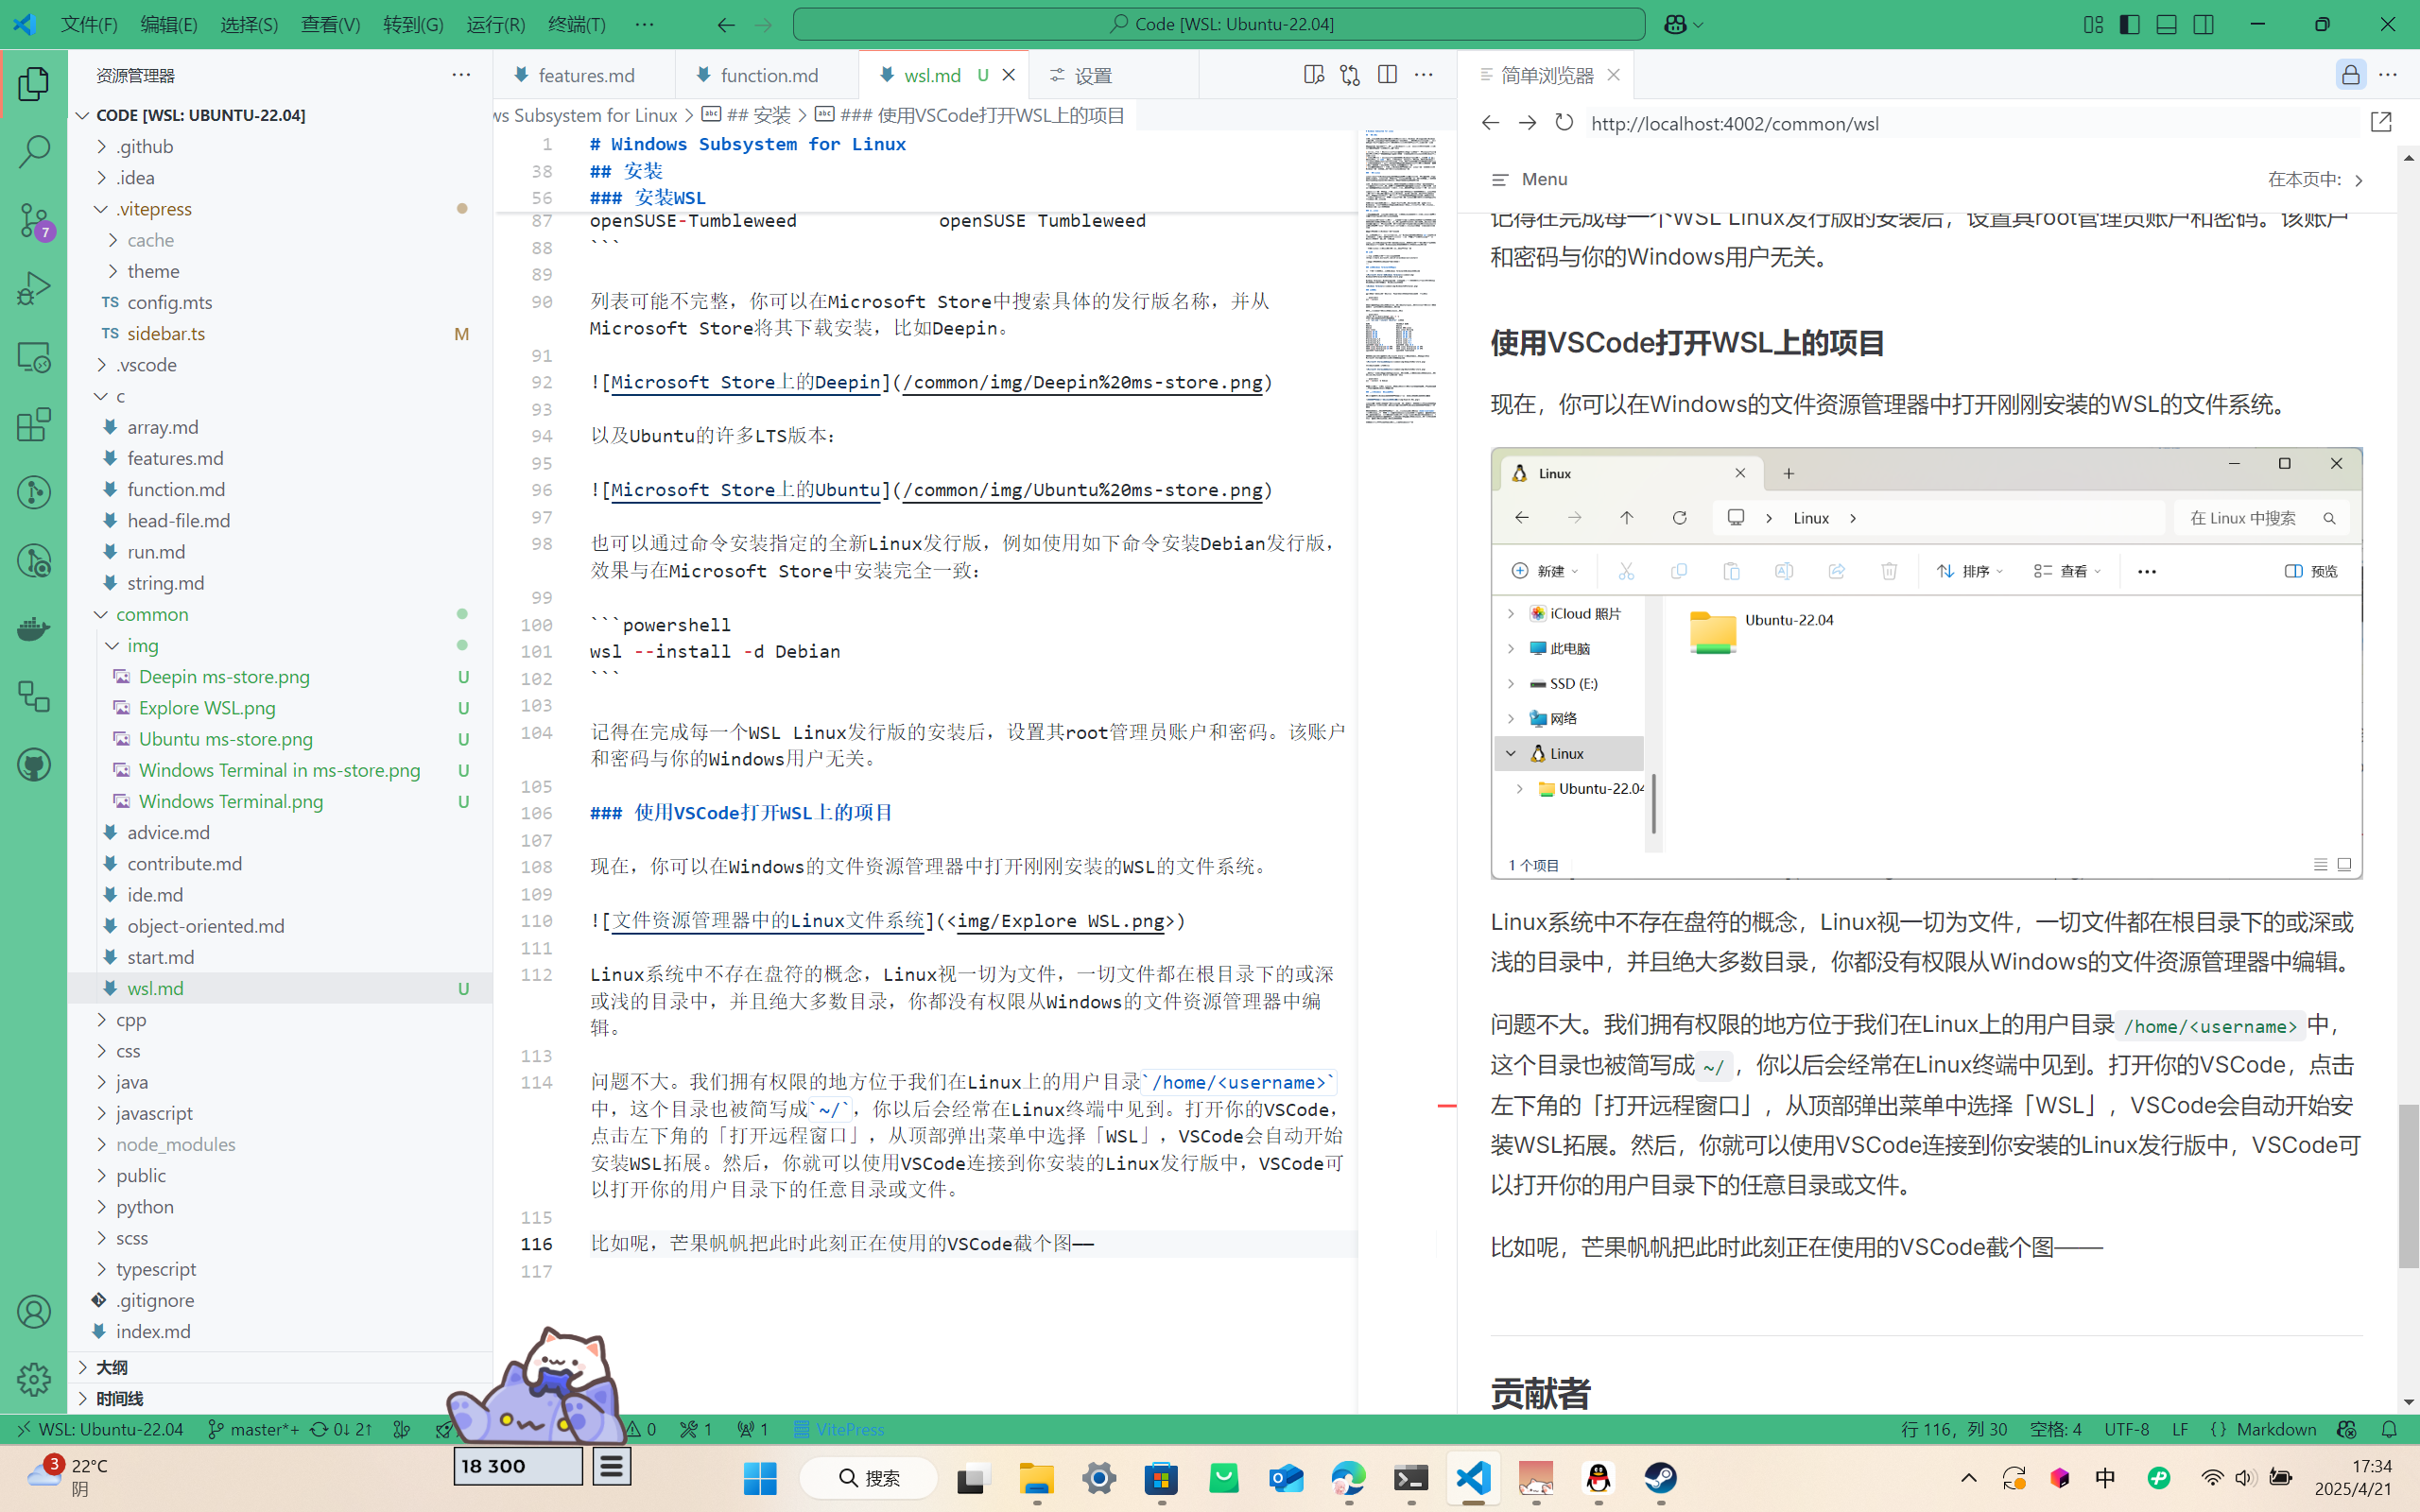 文件(F) 编辑(E) 选择(S) 查看(V) 转到(G) 运行(R) 终端(T) ··· Code [WSL: Ubuntu-22.04]
资源管理器
CODE [WSL: UBUNTU-22.04]
.github
.idea
.vitepress
cache
theme
TS config.mts
TS sidebar.ts M
.vscode
c
array.md
features.md
function.md
head-file.md
run.md
string.md
common
img
Deepin ms-store.png U
Explore WSL.png U
Ubuntu ms-store.png U
Windows Terminal in ms-store.png U
Windows Terminal.png U
advice.md
contribute.md
ide.md
object-oriented.md
start.md
wsl.md U
cpp
css
java
javascript
node_modules
public
python
scss
typescript
.gitignore
index.md
大纲
时间线
7
features.md function.md wsl.md U 设置
ws Subsystem for Linux > ## 安装 > ### 使用VSCode打开WSL上的项目
1 # Windows Subsystem for Linux
38 ## 安装
56 ### 安装WSL
87 openSUSE-Tumbleweed openSUSE Tumbleweed
88 ```
89
90 列表可能不完整，你可以在Microsoft Store中搜索具体的发行版名称，并从
Microsoft Store将其下载安装，比如Deepin。
91
92 ![Microsoft Store上的Deepin](/common/img/Deepin%20ms-store.png)
93
94 以及Ubuntu的许多LTS版本：
95
96 ![Microsoft Store上的Ubuntu](/common/img/Ubuntu%20ms-store.png)
97
98 也可以通过命令安装指定的全新Linux发行版，例如使用如下命令安装Debian发行版，
效果与在Microsoft Store中安装完全一致：
99
100 ```powershell
101 wsl --install -d Debian
102 ```
103
104 记得在完成每一个WSL Linux发行版的安装后，设置其root管理员账户和密码。该账户
和密码与你的Windows用户无关。
105
106 ### 使用VSCode打开WSL上的项目
107
108 现在，你可以在Windows的文件资源管理器中打开刚刚安装的WSL的文件系统。
109
110 ![文件资源管理器中的Linux文件系统](<img/Explore WSL.png>)
111
112 Linux系统中不存在盘符的概念，Linux视一切为文件，一切文件都在根目录下的或深
或浅的目录中，并且绝大多数目录，你都没有权限从Windows的文件资源管理器中编
辑。
113
114 问题不大。我们拥有权限的地方位于我们在Linux上的用户目录`/home/<username>`
中，这个目录也被简写成`~/`，你以后会经常在Linux终端中见到。打开你的VSCode，
点击左下角的「打开远程窗口」，从顶部弹出菜单中选择「WSL」，VSCode会自动开始
安装WSL拓展。然后，你就可以使用VSCode连接到你安装的Linux发行版中，VSCode可
以打开你的用户目录下的任意目录或文件。
115
116 比如呢，芒果帆帆把此时此刻正在使用的VSCode截个图——
117
简单浏览器
http://localhost:4002/common/wsl
Menu 在本页中:
记得在完成每一个WSL Linux发行版的安装后，设置其root管理员账户和密码。该账户
和密码与你的Windows用户无关。
使用VSCode打开WSL上的项目
现在，你可以在Windows的文件资源管理器中打开刚刚安装的WSL的文件系统。
Linux
Linux 在 Linux 中搜索
新建 排序 查看 ··· 预览
iCloud 照片
此电脑
SSD (E:)
网络
Linux
Ubuntu-22.04
Ubuntu-22.04
1 个项目
Linux系统中不存在盘符的概念，Linux视一切为文件，一切文件都在根目录下的或深或
浅的目录中，并且绝大多数目录，你都没有权限从Windows的文件资源管理器中编辑。
问题不大。我们拥有权限的地方位于我们在Linux上的用户目录 /home/<username> 中，
这个目录也被简写成 ~/ ，你以后会经常在Linux终端中见到。打开你的VSCode，点击
左下角的「打开远程窗口」，从顶部弹出菜单中选择「WSL」，VSCode会自动开始安
装WSL拓展。然后，你就可以使用VSCode连接到你安装的Linux发行版中，VSCode可
以打开你的用户目录下的任意目录或文件。
比如呢，芒果帆帆把此时此刻正在使用的VSCode截个图——
贡献者
WSL: Ubuntu-22.04 master*+ 0↓ 2↑ 0 1 1 VitePress 行 116，列 30 空格: 4 UTF-8 LF {} Markdown
18 300
3 22°C
阴
搜索
中
17:34
2025/4/21